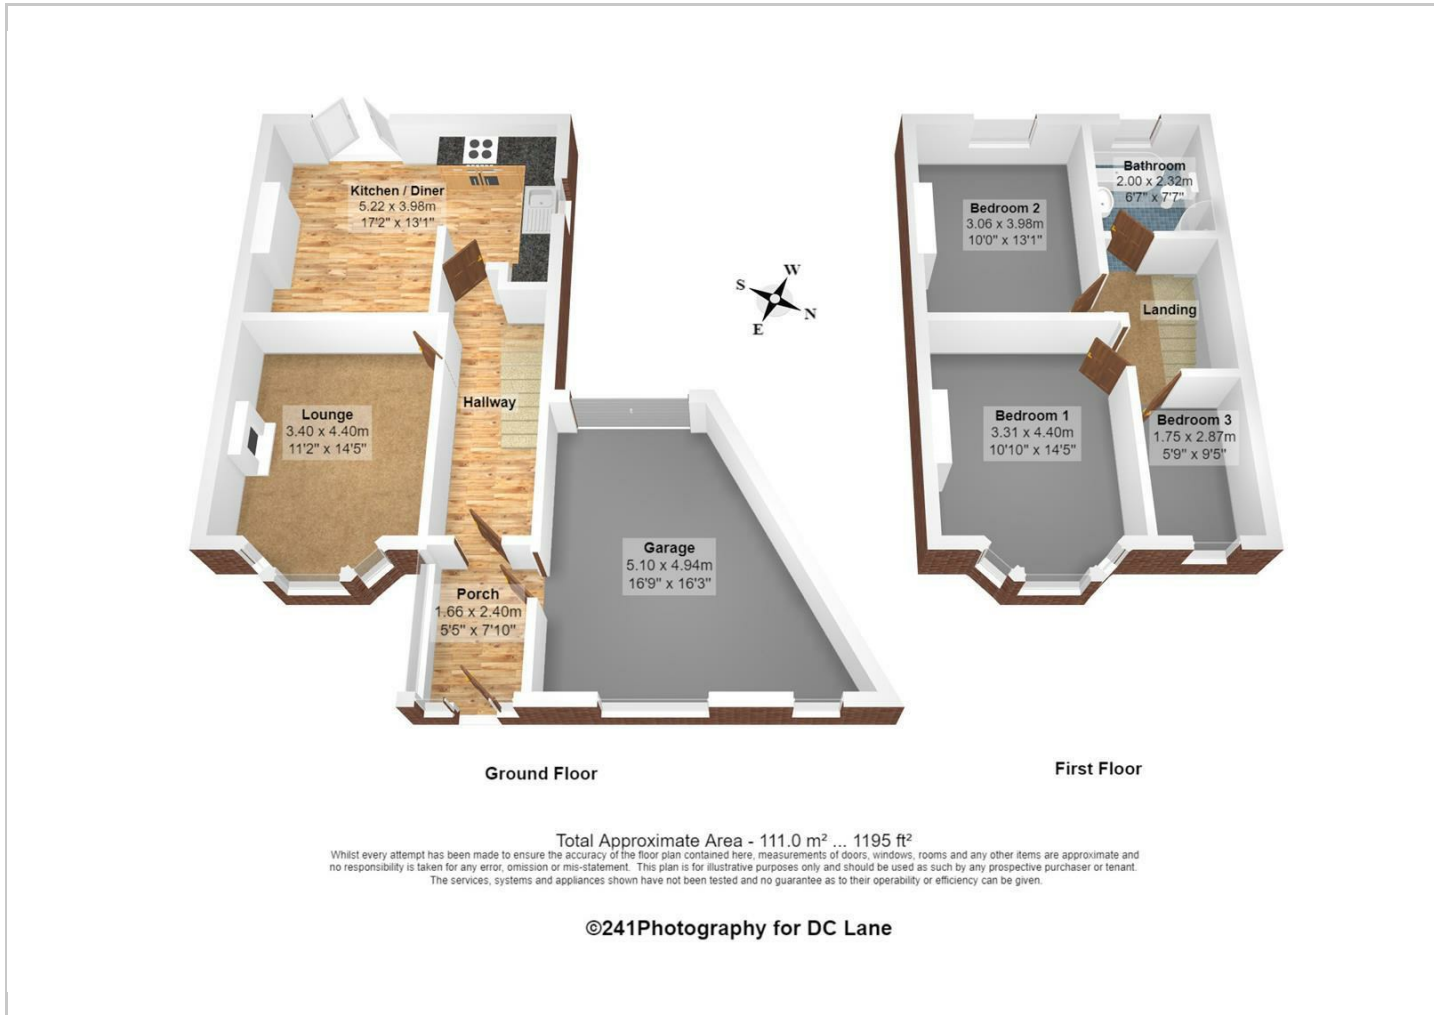 Kitchen / Diner
5.22 x 3.98m
17'2" x 13'1"
Lounge
3.40 x 4.40m
11'2" x 14'5"
Hallway
Porch
1.66 x 2.40m
5'5" x 7'10"
Garage
5.10 x 4.94m
16'9" x 16'3"
Ground Floor
W
S
N
E
Bathroom
2.00 x 2.32m
6'7" x 7'7"
Bedroom 2
3.06 x 3.98m
10'0" x 13'1"
Landing
Bedroom 1
3.31 x 4.40m
10'10" x 14'5"
Bedroom 3
1.75 x 2.87m
5'9" x 9'5"
First Floor
Total Approximate Area - 111.0 m² ... 1195 ft²
Whilst every attempt has been made to ensure the accuracy of the floor plan contained here, measurements of doors, windows, rooms and any other items are approximate and
no responsibility is taken for any error, omission or mis-statement. This plan is for illustrative purposes only and should be used as such by any prospective purchaser or tenant.
The services, systems and appliances shown have not been tested and no guarantee as to their operability or efficiency can be given.
©241Photography for DC Lane